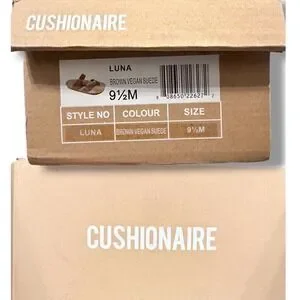 CUSHIONAIRE
LUNA
BROWN VEGAN SUEDE
9½M
STYLE NO COLOUR SIZE
LUNA BROWN VEGAN SUEDE 9½M
CUSHIONAIRE